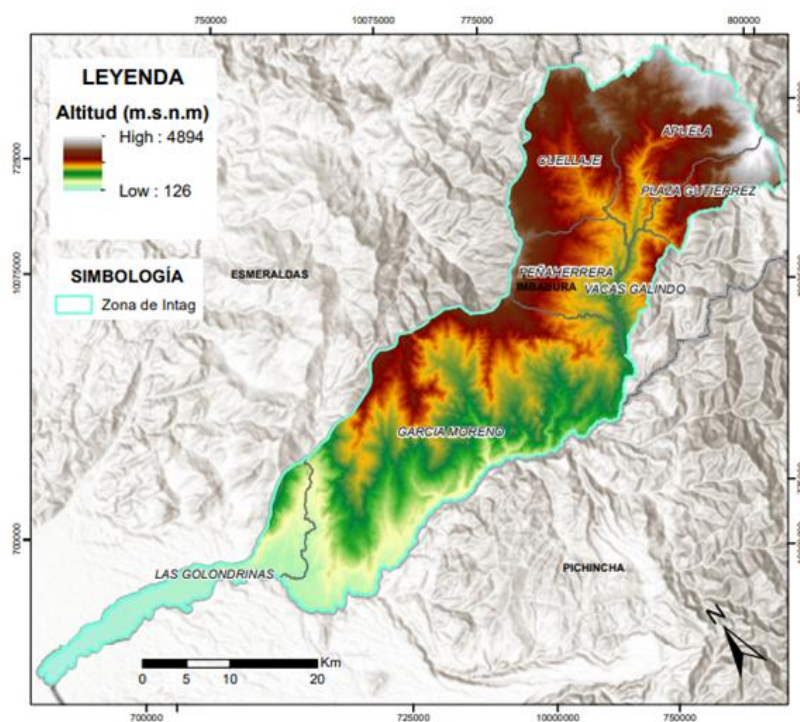 750000
10075000
775000
800000
LEYENDA
Altitud (m.s.n.m)
High : 4894
Low : 126
SIMBOLOGÍA
Zona de Intag
725000
10075000
700000
APUELA
CUELLAJE
PLAZA GUTIERREZ
ESMERALDAS
PEÑAHERRERA
IMBABURA
VACAS GALINDO
GARCIA MORENO
LAS GOLONDRINAS
PICHINCHA
N
Km
0 5 10 20
700000
725000
10000000
750000